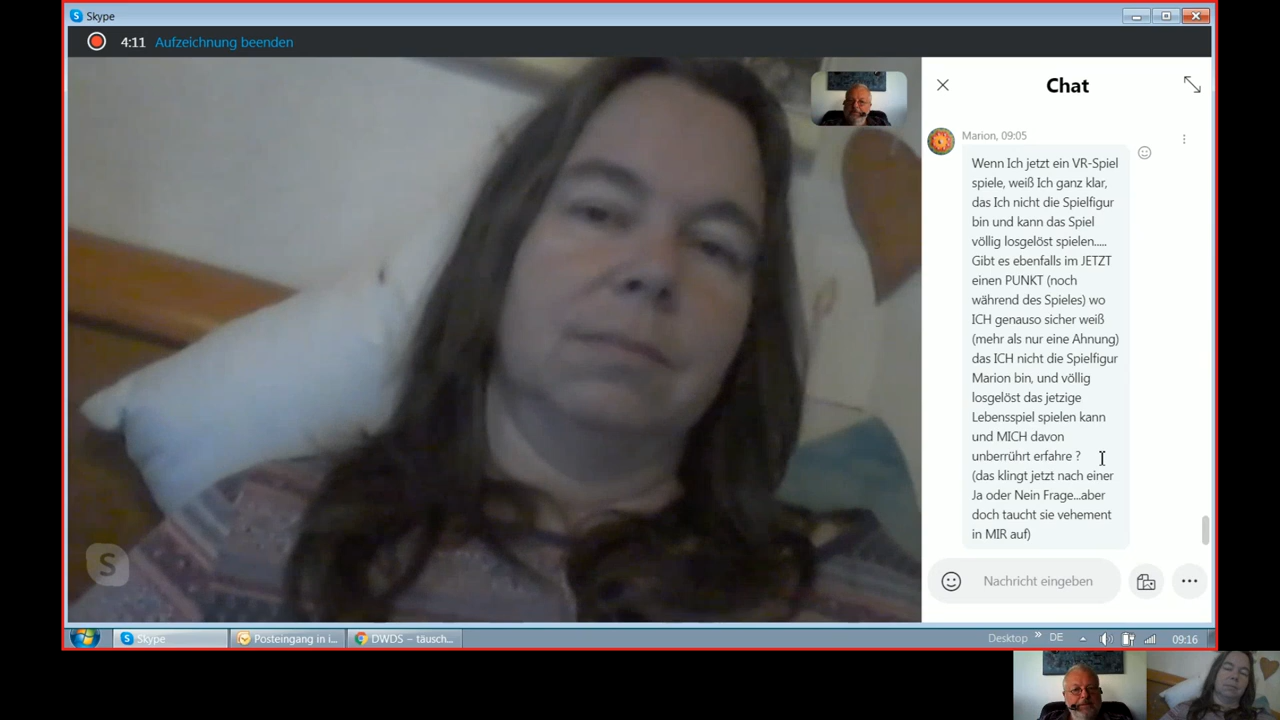 Skype
4:11 Aufzeichnung beenden
Chat
Marion, 09:05
Wenn Ich jetzt ein VR-Spiel
spiele, weiß Ich ganz klar,
das Ich nicht die Spielfigur
bin und kann das Spiel
völlig losgelöst spielen.....
Gibt es ebenfalls im JETZT
einen PUNKT (noch
während des Spieles) wo
ICH genauso sicher weiß
(mehr als nur eine Ahnung)
das ICH nicht die Spielfigur
Marion bin, und völlig
losgelöst das jetzige
Lebensspiel spielen kann
und MICH davon
unberrührt erfahre ?
(das klingt jetzt nach einer
Ja oder Nein Frage...aber
doch taucht sie vehement
in MIR auf)
Nachricht eingeben
S
Skype
Posteingang in i...
DWDS – täusch...
Desktop
»
DE
09:16